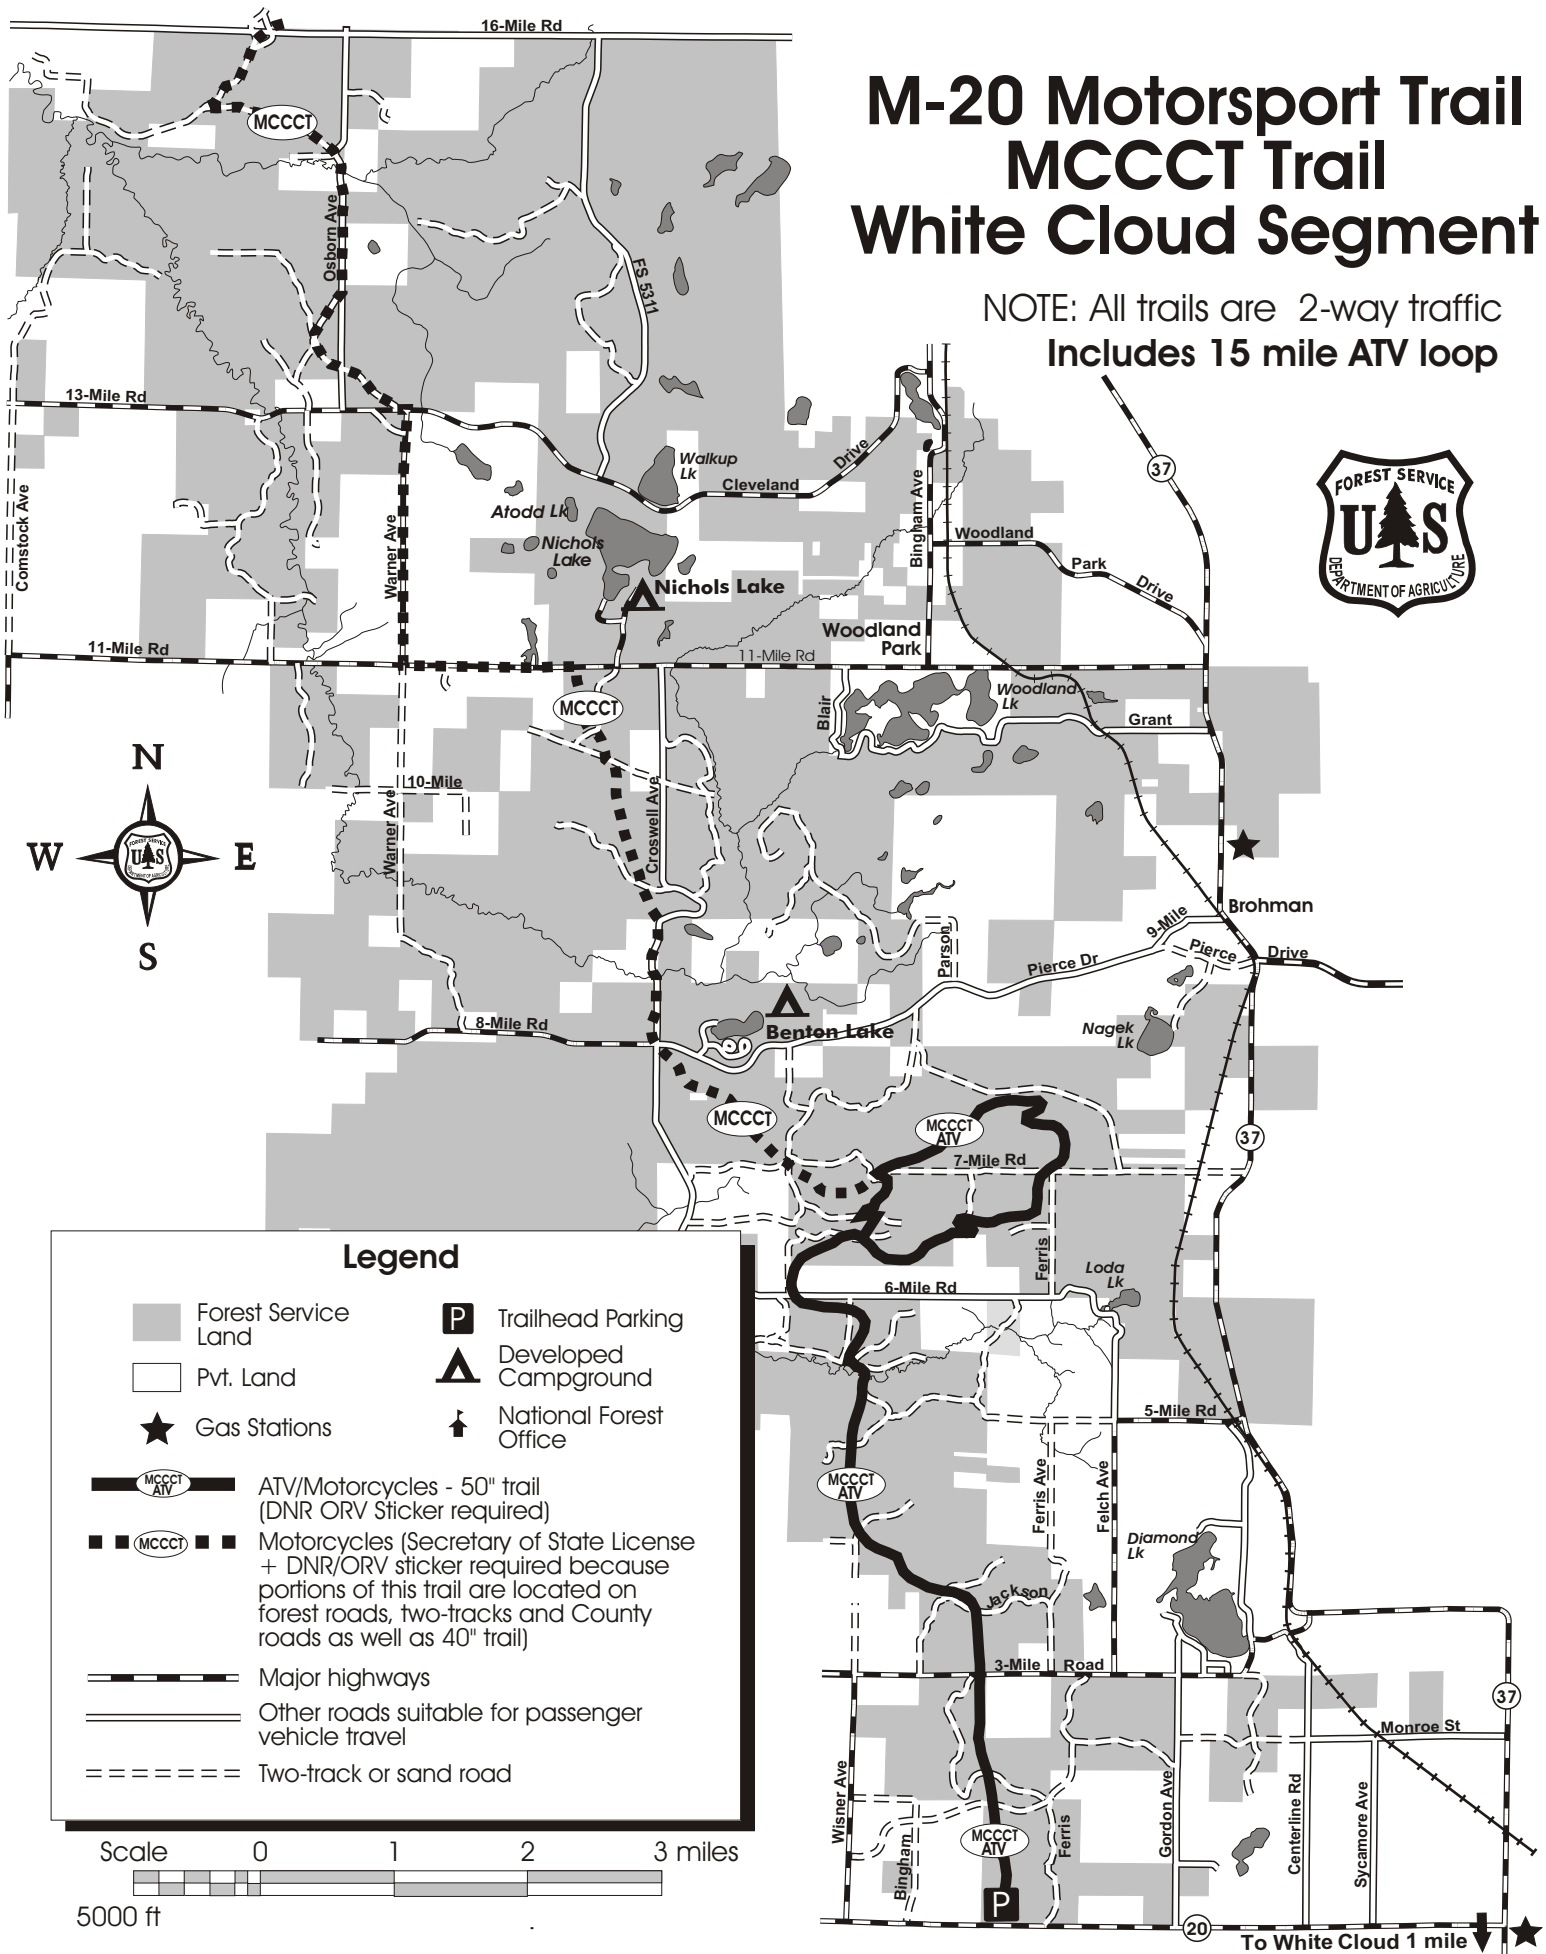 M-20 Motorsport Trail
MCCCT Trail
White Cloud Segment
NOTE: All trails are 2-way traffic
Includes 15 mile ATV loop
16-Mile Rd
MCCCT
Osborn Ave
FS 5311
13-Mile Rd
37
FOREST SERVICE
U S
DEPARTMENT OF AGRICULTURE
Walkup
Lk
Cleveland
Drive
Bingham Ave
Comstock Ave
Warner Ave
Atodd Lk
Nichols
Lake
Nichols Lake
Woodland
Park
Drive
Woodland
Park
11-Mile Rd
11-Mile Rd
MCCCT
Blair
Woodland
Lk
Grant
N
W
E
S
FOREST SERVICE
U S
DEPARTMENT OF AGRICULTURE
10-Mile
Warner Ave
Croswell Ave
Brohman
9-Mile
Parson
Pierce Dr
Pierce
Drive
8-Mile Rd
Benton Lake
Nagek
Lk
MCCCT
MCCCT
ATV
37
7-Mile Rd
Ferris
Loda
Lk
6-Mile Rd
5-Mile Rd
MCCCT
ATV
Ferris Ave
Felch Ave
Diamond
Lk
Jackson
3-Mile Road
37
Monroe St
Wisner Ave
Bingham
MCCCT
ATV
Ferris
Gordon Ave
Centerline Rd
Sycamore Ave
P
20
To White Cloud 1 mile
Legend
Forest Service
Land
Pvt. Land
Gas Stations
P
Trailhead Parking
Developed
Campground
National Forest
Office
MCCCT
ATV
ATV/Motorcycles - 50" trail
(DNR ORV Sticker required)
MCCCT
Motorcycles (Secretary of State License
+ DNR/ORV sticker required because
portions of this trail are located on
forest roads, two-tracks and County
roads as well as 40" trail)
Major highways
Other roads suitable for passenger
vehicle travel
Two-track or sand road
Scale 0 1 2 3 miles
5000 ft